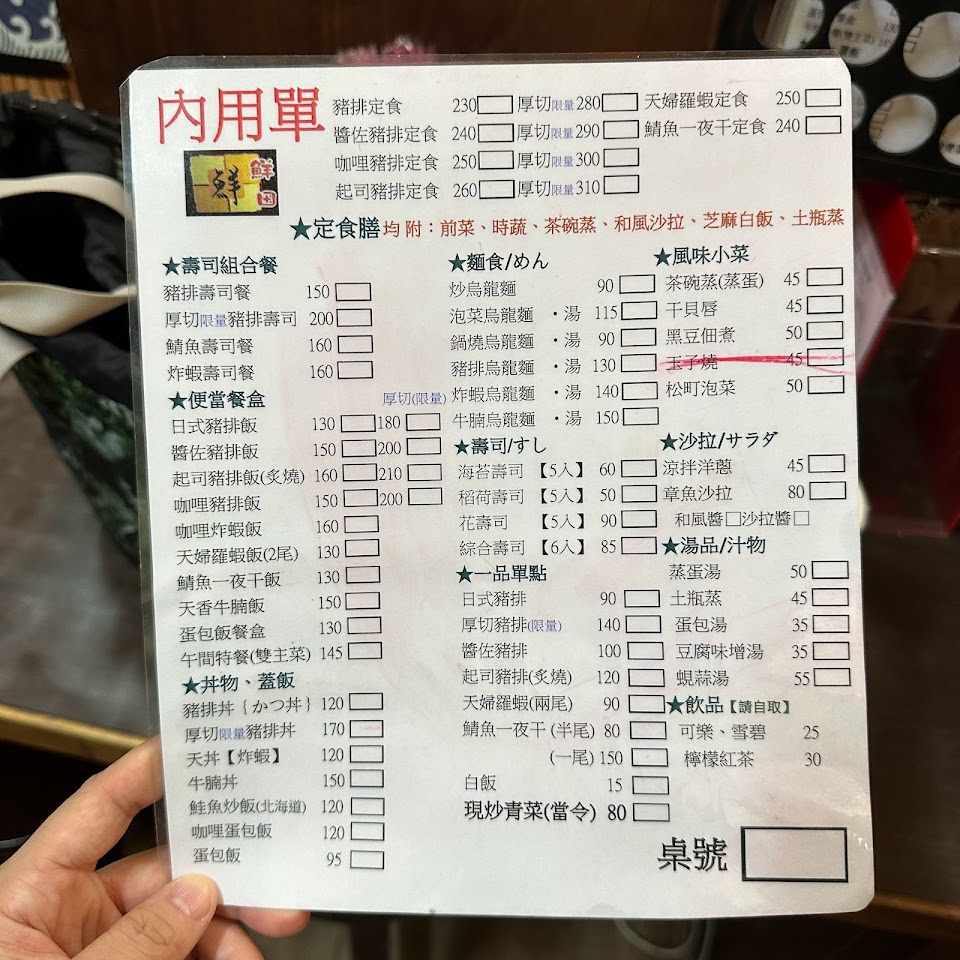 內用單
鮮
鮮
豬排定食 230 厚切限量280
醬佐豬排定食 240 厚切限量290
咖哩豬排定食 250 厚切限量300
起司豬排定食 260 厚切限量310
天婦羅蝦定食 250
鯖魚一夜干定食 240
★定食膳 均 附：前菜、時蔬、茶碗蒸、和風沙拉、芝麻白飯、土瓶蒸
★壽司組合餐
豬排壽司餐 150
厚切限量豬排壽司 200
鯖魚壽司餐 160
炸蝦壽司餐 160
★便當餐盒 厚切(限量)
日式豬排飯 130 180
醬佐豬排飯 150 200
起司豬排飯(炙燒) 160 210
咖哩豬排飯 150 200
咖哩炸蝦飯 160
天婦羅蝦飯(2尾) 130
鯖魚一夜干飯 130
天香牛腩飯 150
蛋包飯餐盒 130
午間特餐(雙主菜) 145
★丼物、蓋飯
豬排丼｛かつ丼｝ 120
厚切限量豬排丼 170
天丼【炸蝦】 120
牛腩丼 150
鮭魚炒飯(北海道) 120
咖哩蛋包飯 120
蛋包飯 95
★麵食/めん
炒烏龍麵 90
泡菜烏龍麵 ・湯 115
鍋燒烏龍麵 ・湯 90
豬排烏龍麵 ・湯 130
炸蝦烏龍麵 ・湯 140
牛腩烏龍麵 ・湯 150
★壽司/すし
海苔壽司 【5入】 60
稻荷壽司 【5入】 50
花壽司 【5入】 90
綜合壽司 【6入】 85
★一品單點
日式豬排 90
厚切豬排(限量) 140
醬佐豬排 100
起司豬排(炙燒) 120
天婦羅蝦(兩尾) 90
鯖魚一夜干 (半尾) 80
(一尾) 150
白飯 15
現炒青菜(當令) 80
★風味小菜
茶碗蒸(蒸蛋) 45
干貝唇 45
黑豆佃煮 50
玉子燒 45
松町泡菜 50
★沙拉/サラダ
涼拌洋蔥 45
章魚沙拉 80
和風醬□沙拉醬□
★湯品/汁物
蒸蛋湯 50
土瓶蒸 45
蛋包湯 35
豆腐味增湯 35
蜆蒜湯 55
★飲品【請自取】
可樂、雪碧 25
檸檬紅茶 30
桌號